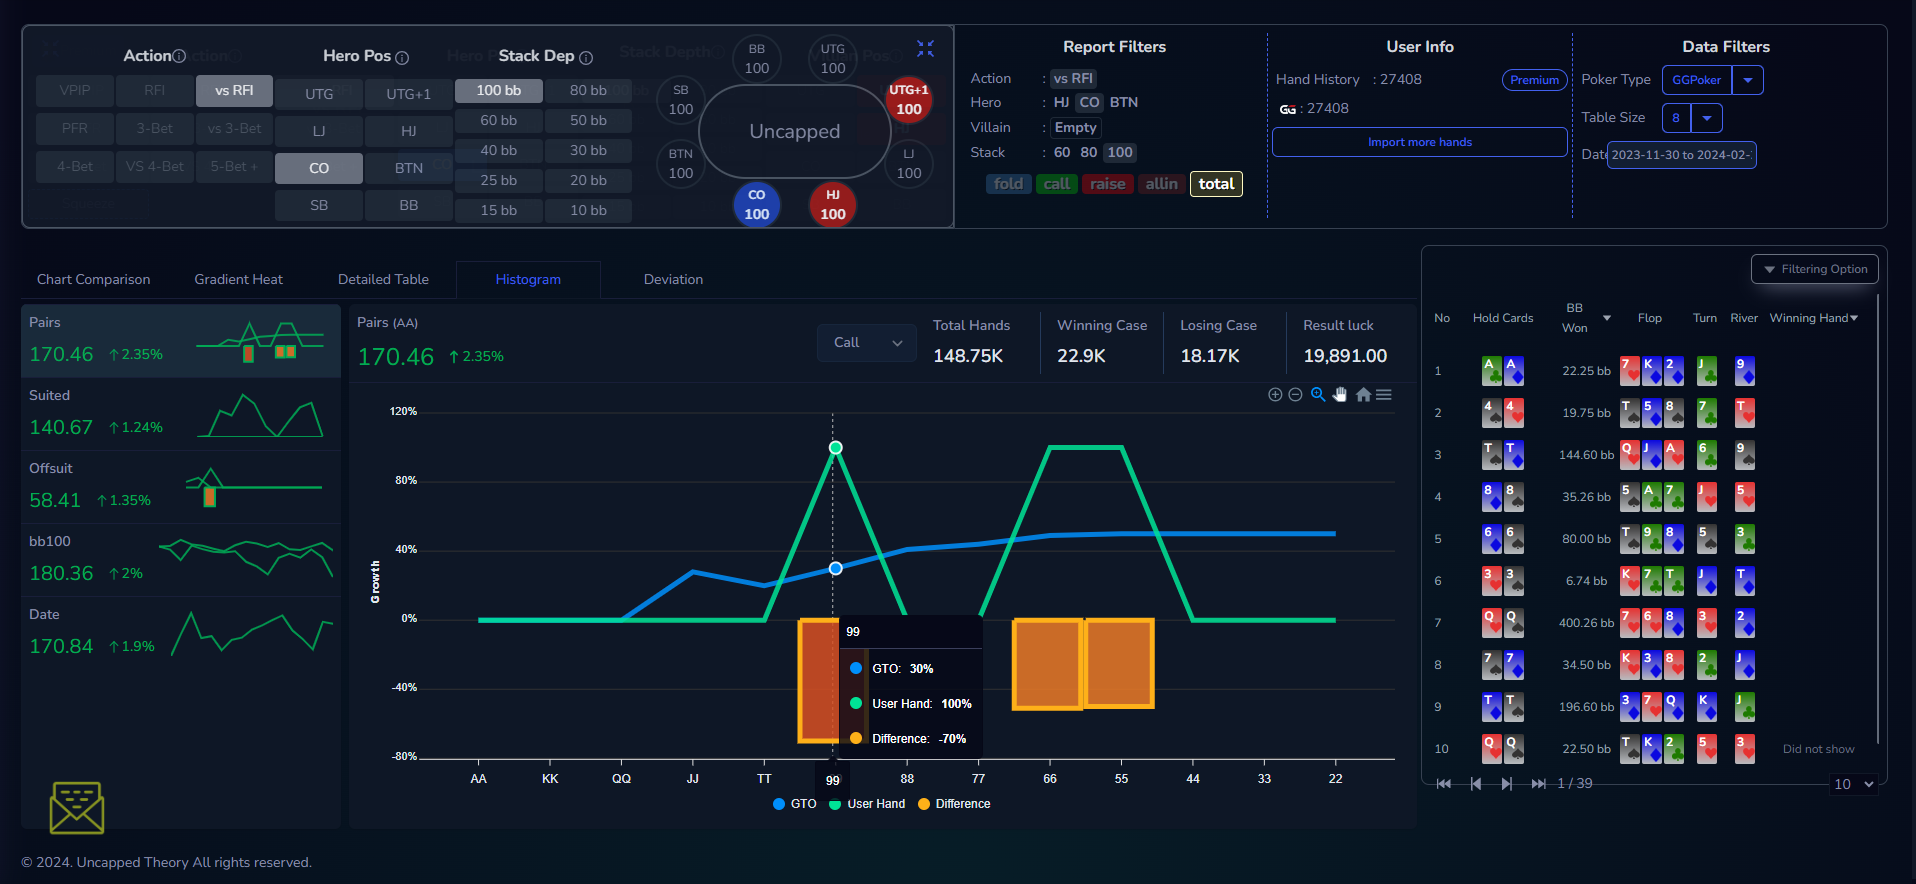 Action
Hero Pos
Stack Dep
VPIP RFI vs RFI
PFR 3-Bet vs 3-Bet
4-Bet VS 4-Bet 5-Bet +
UTG UTG+1
LJ HJ
CO BTN
SB BB
100 bb 80 bb
60 bb 50 bb
40 bb 30 bb
25 bb 20 bb
15 bb 10 bb
BB
100
UTG
100
SB
100
UTG+1
100
Uncapped
BTN
100
LJ
100
CO
100
HJ
100
Report Filters
Action : vs RFI
Hero : HJ CO BTN
Villain : Empty
Stack : 60 80 100
fold call raise allin total
User Info
Hand History : 27408 Premium
GG : 27408
Import more hands
Data Filters
Poker Type GGPoker
Table Size 8
Date 2023-11-30 to 2024-02-
Chart Comparison Gradient Heat Detailed Table Histogram Deviation
Pairs
170.46 ↑ 2.35%
Suited
140.67 ↑ 1.24%
Offsuit
58.41 ↑ 1.35%
bb100
180.36 ↑ 2%
Date
170.84 ↑ 1.9%
Pairs (AA)
170.46 ↑ 2.35%
Call
Total Hands
148.75K
Winning Case
22.9K
Losing Case
18.17K
Result luck
19,891.00
Growth
120%
80%
40%
0%
-40%
-80%
99
GTO: 30%
User Hand: 100%
Difference: -70%
AA KK QQ JJ TT 99 88 77 66 55 44 33 22
GTO User Hand Difference
Filtering Option
No Hold Cards BB Won Flop Turn River Winning Hand
1 A A 22.25 bb 7 K 2 J 9
2 4 4 19.75 bb T 5 8 7 T
3 T T 144.60 bb Q J A 6 9
4 8 8 35.26 bb 5 A 7 J 5
5 6 6 80.00 bb T 9 8 5 3
6 3 3 6.74 bb K 7 T J T
7 Q Q 400.26 bb 7 6 8 3 2
8 7 7 34.50 bb K 3 8 2 J
9 T T 196.60 bb 3 7 Q K J
10 Q Q 22.50 bb T K 2 5 3 Did not show
1 / 39
10
© 2024. Uncapped Theory All rights reserved.